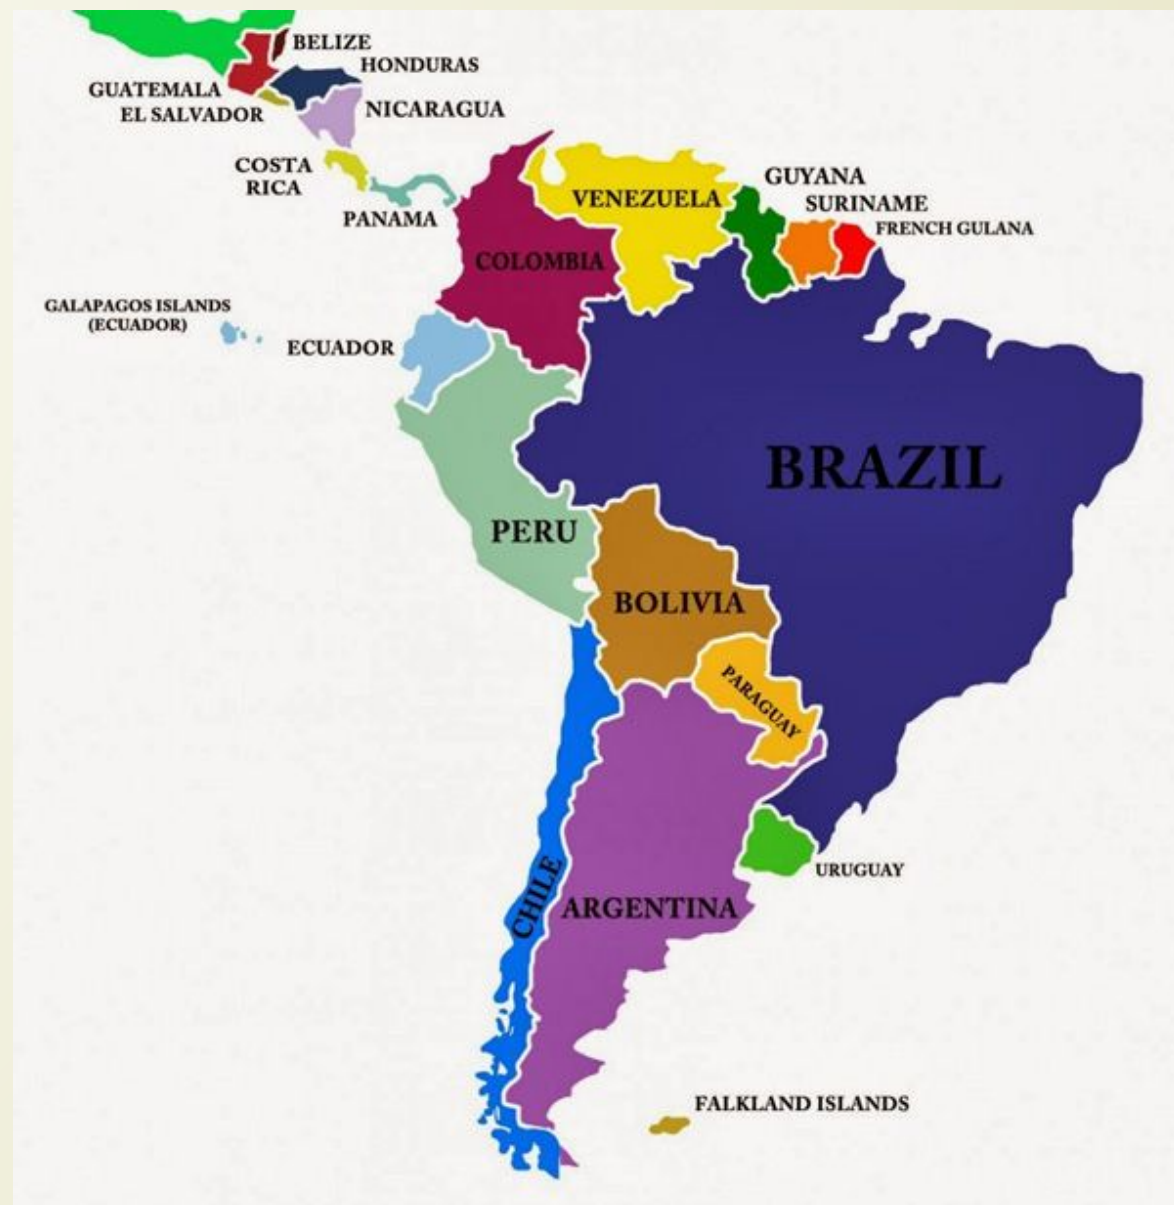 BELIZE
HONDURAS
GUATEMALA
EL SALVADOR
NICARAGUA
COSTA
RICA
PANAMA
VENEZUELA
GUYANA
SURINAME
FRENCH GULANA
COLOMBIA
GALAPAGOS ISLANDS
(ECUADOR)
ECUADOR
BRAZIL
PERU
BOLIVIA
PARAGUAY
URUGUAY
CHILE
ARGENTINA
FALKLAND ISLANDS